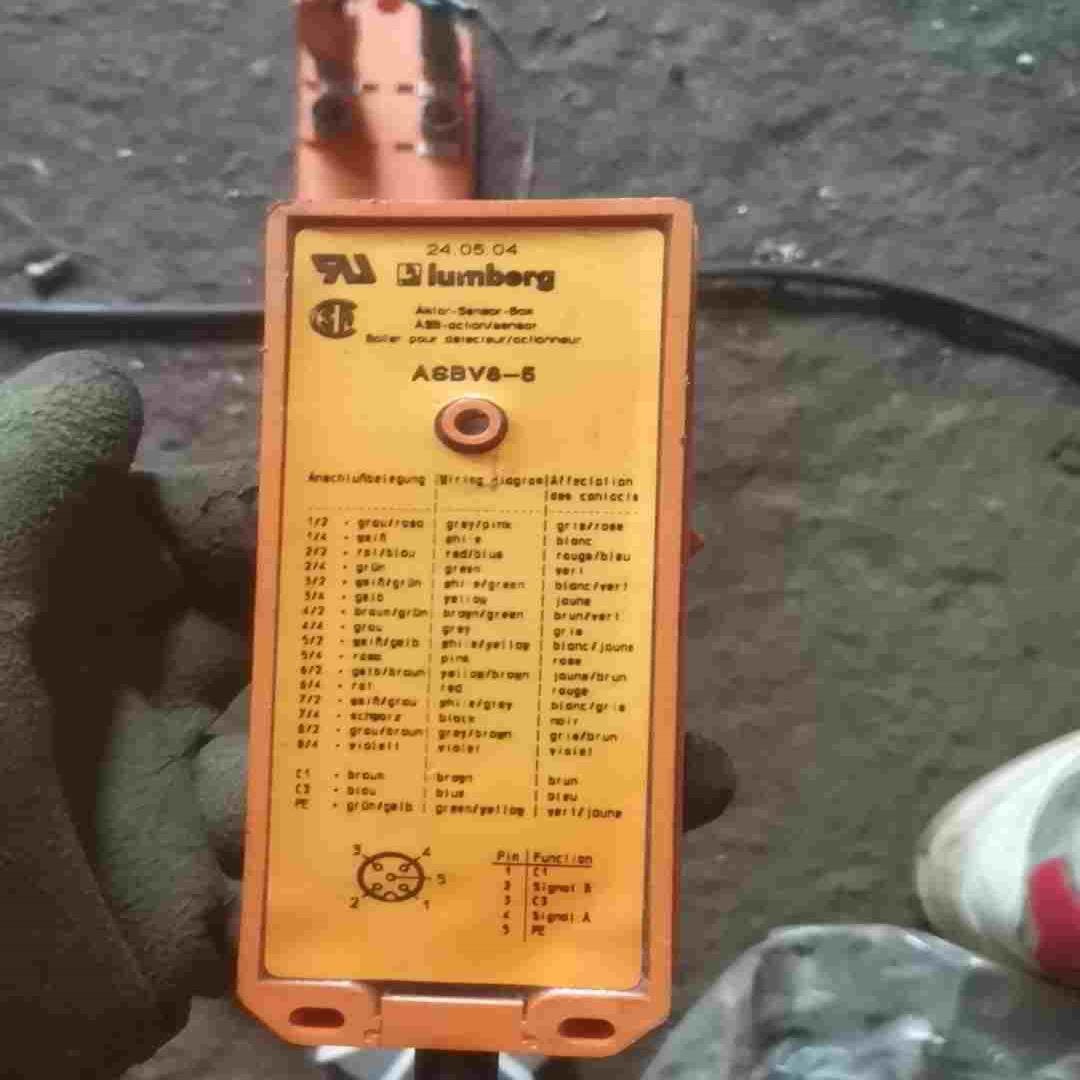 24.05.04
lumberg
Aktor-Sensor-Box
ASB-action/sensor
Boitier pour detecteur/actionneur
ASBV8-5
Anschlußbelegung | Wiring diagram | Affectation des contacts
1/2 - grau/rosa | grey/pink | gris/rose
1/4 - weiß | white | blanc
2/2 - rot/blau | red/blue | rouge/bleu
2/4 - grün | green | vert
3/2 - weiß/grün | white/green | blanc/vert
3/4 - gelb | yellow | jaune
4/2 - braun/grün | brown/green | brun/vert
4/4 - grau | grey | gris
5/2 - weiß/gelb | white/yellow | blanc/jaune
5/4 - rosa | pink | rose
6/2 - gelb/braun | yellow/brown | jaune/brun
6/4 - rot | red | rouge
7/2 - weiß/grau | white/grey | blanc/gris
7/4 - schwarz | black | noir
8/2 - grau/braun | grey/brown | gris/brun
8/4 - violett | violet | violet
C1 - braun | brown | brun
C3 - blau | blue | bleu
PE - grün/gelb | green/yellow | vert/jaune
3 4
5
2 1
Pin | Function
1 | C1
2 | Signal B
3 | C3
4 | Signal A
5 | PE